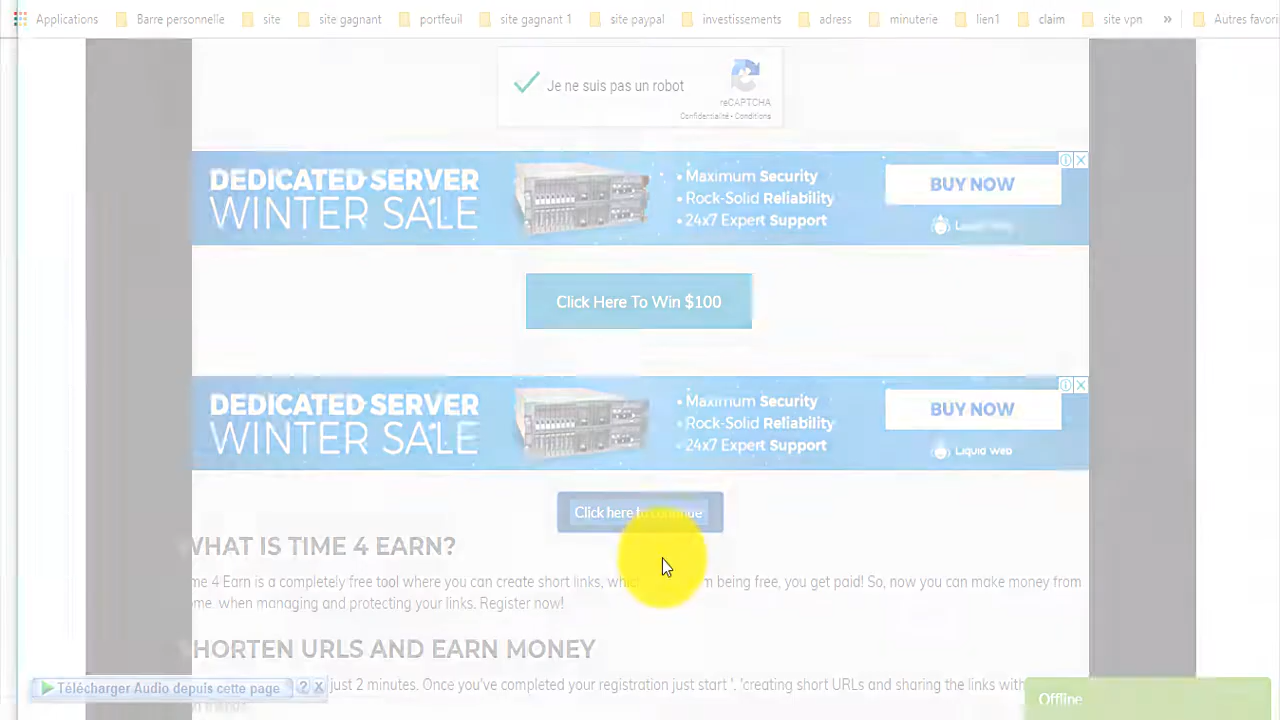 Applications Barre personnelle site site gagnant portfeuil site gagnant 1 site paypal investissements adress minuterie lien1 claim site vpn » Autres favori
Je ne suis pas un robot
reCAPTCHA
Confidentialité - Conditions
DEDICATED SERVER
WINTER SALE
• Maximum Security
• Rock-Solid Reliability
• 24x7 Expert Support
BUY NOW
Click Here To Win $100
DEDICATED SERVER
WINTER SALE
• Maximum Security
• Rock-Solid Reliability
• 24x7 Expert Support
BUY NOW
Liquid Web
Click here to continue
WHAT IS TIME 4 EARN?
me 4 Earn is a completely free tool where you can create short links, being free, you get paid! So, now you can make money from
ome, when managing and protecting your links. Register now!
HORTEN URLS AND EARN MONEY
just 2 minutes. Once you've completed your registration just start '. 'creating short URLs and sharing the links with
Télécharger Audio depuis cette page ? X
Offline